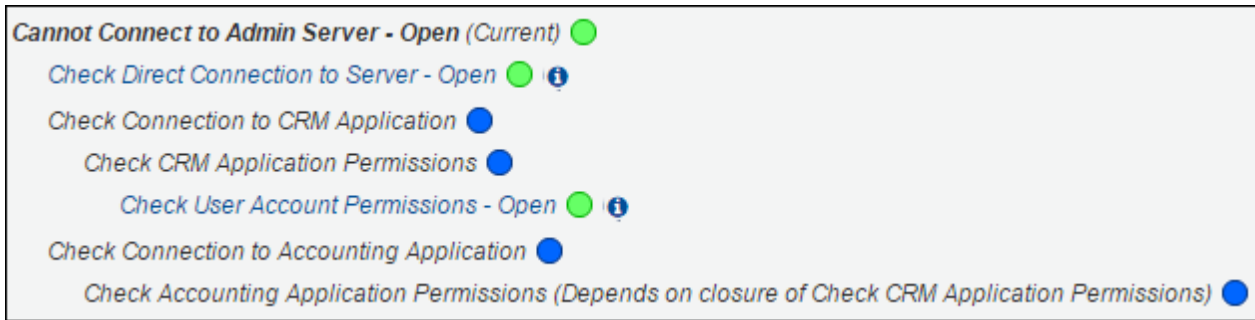 Cannot Connect to Admin Server - Open (Current)
Check Direct Connection to Server - Open
Check Connection to CRM Application
Check CRM Application Permissions
Check User Account Permissions - Open
Check Connection to Accounting Application
Check Accounting Application Permissions (Depends on closure of Check CRM Application Permissions)